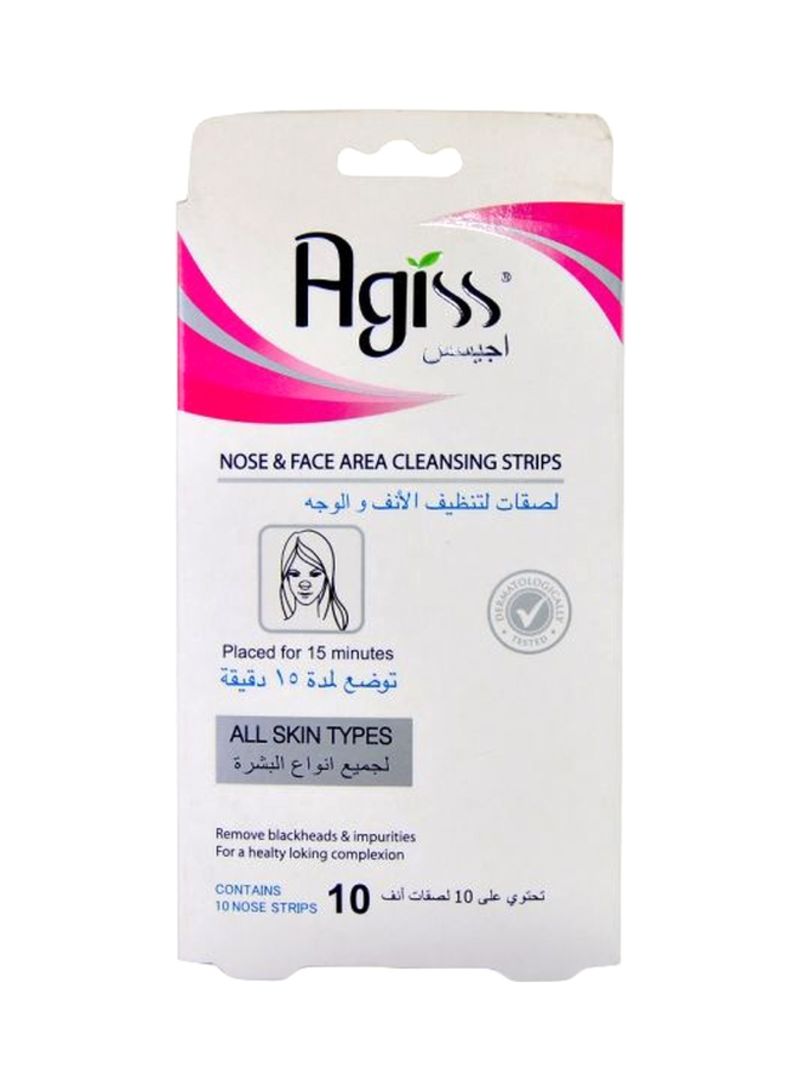 Agiss®
اجيسس
NOSE & FACE AREA CLEANSING STRIPS
لصقات لتنظيف الأنف و الوجه
DERMATOLOGICALLY
TESTED
Placed for 15 minutes
توضع لمدة ١٥ دقيقة
ALL SKIN TYPES
لجميع انواع البشرة
Remove blackheads & impurities
For a healty loking complexion
CONTAINS
10 NOSE STRIPS 10 تحتوي على 10 لصقات أنف